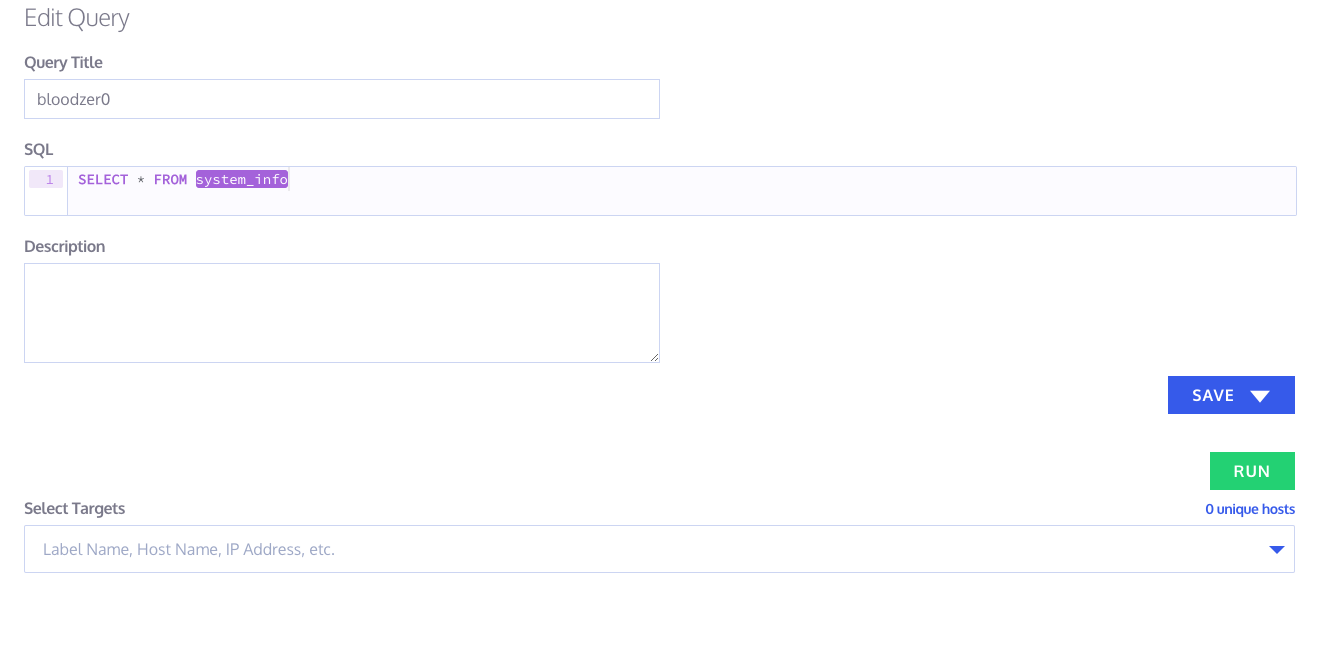 Edit Query
Query Title
bloodzer0
SQL
1 SELECT * FROM system_info
Description
SAVE
RUN
Select Targets 0 unique hosts
Label Name, Host Name, IP Address, etc.